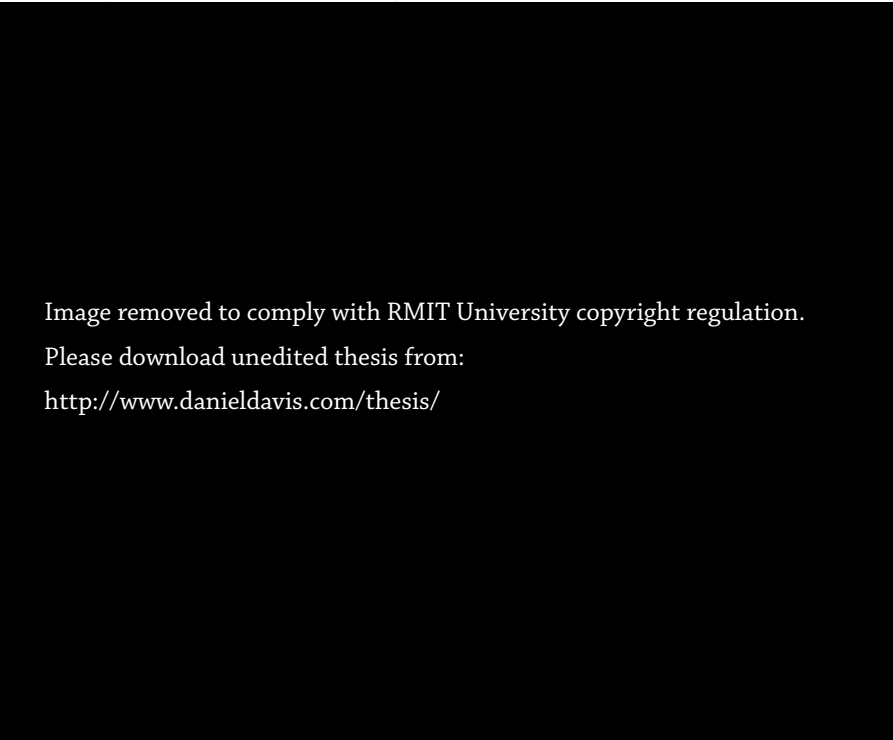 Image removed to comply with RMIT University copyright regulation.
Please download unedited thesis from:
http://www.danieldavis.com/thesis/